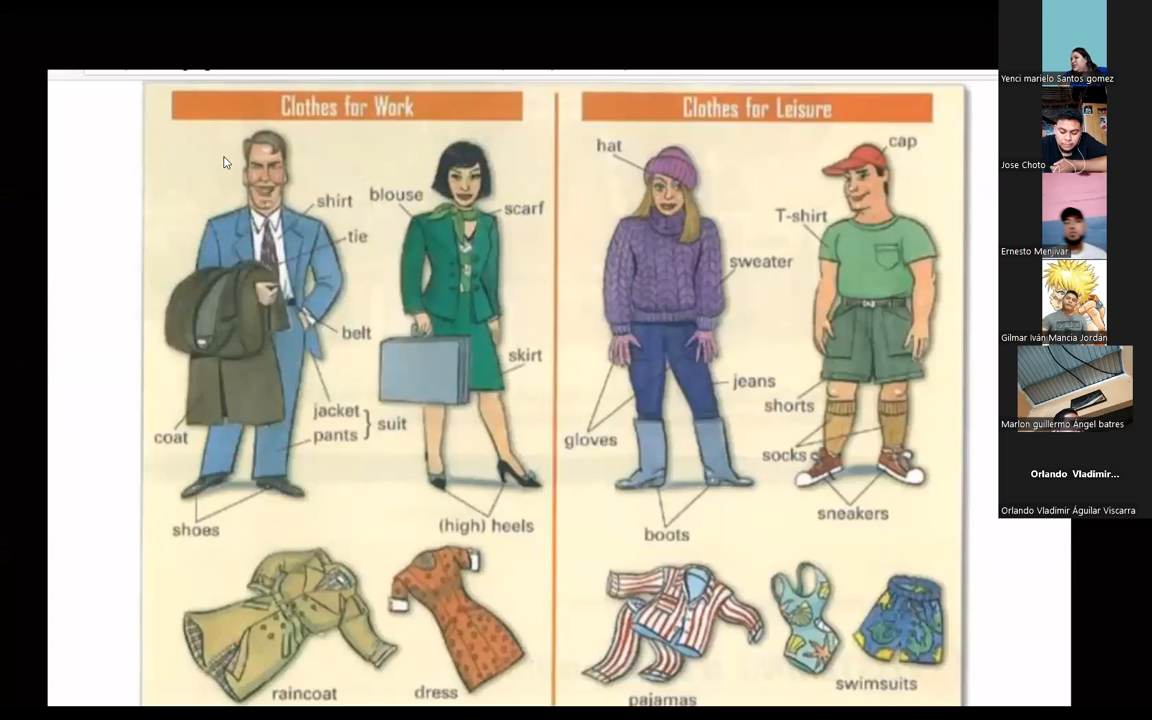 Clothes for Work
Clothes for Leisure
shirt
blouse
scarf
tie
belt
skirt
jacket
pants
suit
coat
shoes
(high) heels
raincoat
dress
hat
cap
T-shirt
sweater
jeans
shorts
gloves
socks
sneakers
boots
pajamas
swimsuits
Yenci marielo Santos gomez
Jose Choto
Ernesto Menjivar
Gilmar Iván Mancia Jordán
Marlon guillermo Ángel batres
Orlando Vladimir...
Orlando Vladimir Águilar Viscarra